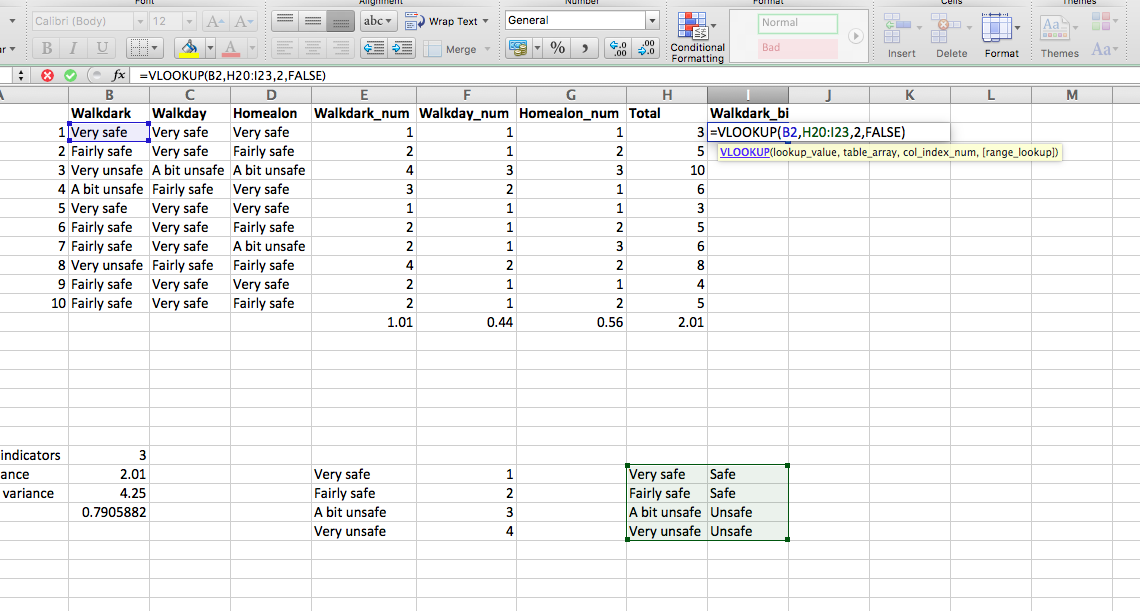 Font Alignment Number Format Cells Themes
Calibri (Body) 12 A A abc Wrap Text General Normal Aa
B I U A Merge % , .0 .00 .00 .0 Conditional Formatting Bad Insert Delete Format Themes Aa
fx =VLOOKUP(B2,H20:I23,2,FALSE)
A B C D E F G H I J K L M
Walkdark Walkday Homealon Walkdark_num Walkday_num Homealon_num Total Walkdark_bi
1 Very safe Very safe Very safe 1 1 1 3 =VLOOKUP(B2,H20:I23,2,FALSE)
2 Fairly safe Very safe Fairly safe 2 1 2 5 VLOOKUP(lookup_value, table_array, col_index_num, [range_lookup])
3 Very unsafe A bit unsafe A bit unsafe 4 3 3 10
4 A bit unsafe Fairly safe Very safe 3 2 1 6
5 Very safe Very safe Very safe 1 1 1 3
6 Fairly safe Very safe Fairly safe 2 1 2 5
7 Fairly safe Very safe A bit unsafe 2 1 3 6
8 Very unsafe Fairly safe Fairly safe 4 2 2 8
9 Fairly safe Very safe Very safe 2 1 1 4
10 Fairly safe Very safe Fairly safe 2 1 2 5
1.01 0.44 0.56 2.01
indicators 3
ance 2.01 Very safe 1 Very safe Safe
variance 4.25 Fairly safe 2 Fairly safe Safe
0.7905882 A bit unsafe 3 A bit unsafe Unsafe
Very unsafe 4 Very unsafe Unsafe